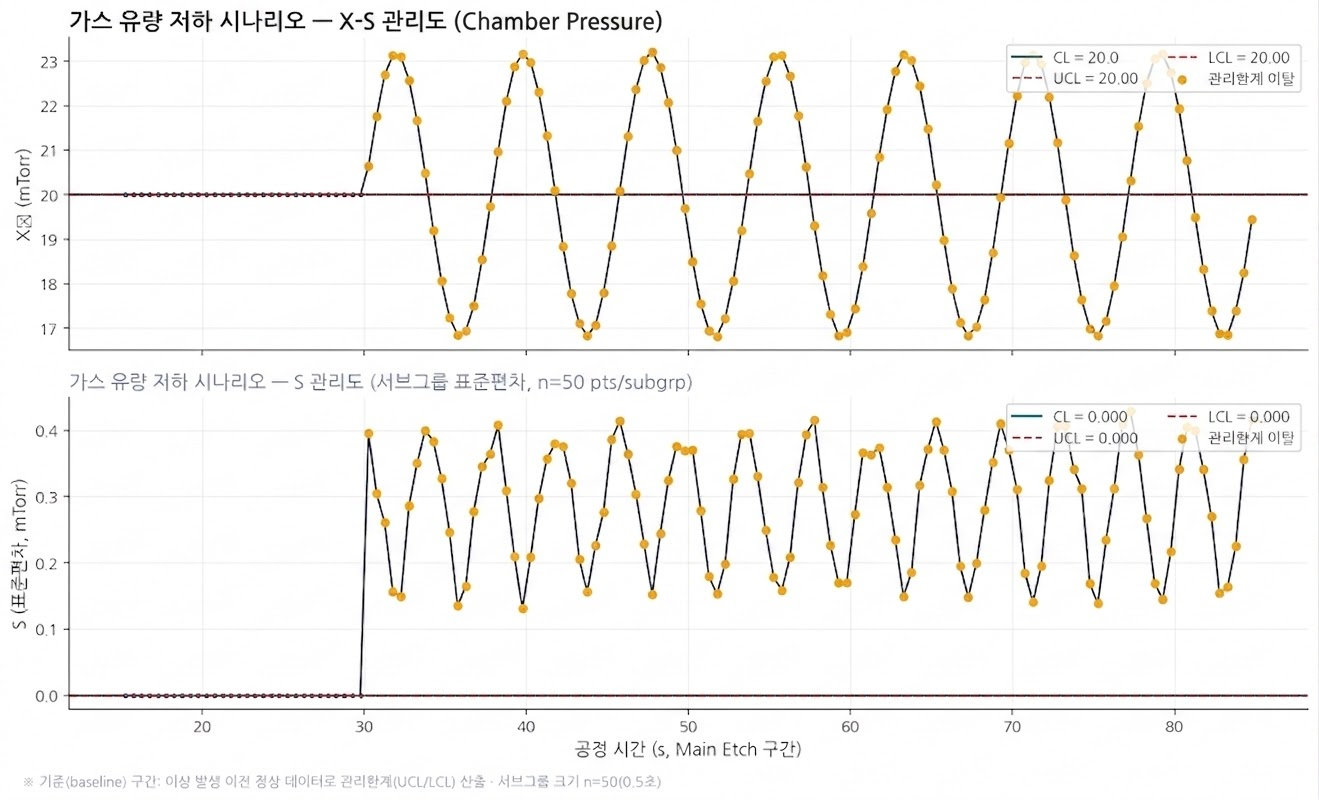 가스 유량 저하 시나리오 — X-S 관리도 (Chamber Pressure)
X (mTorr)
23
22
21
20
19
18
17
CL = 20.0
UCL = 20.00
LCL = 20.00
관리한계 이탈
가스 유량 저하 시나리오 — S 관리도 (서브그룹 표준편차, n=50 pts/subgrp)
S (표준편차, mTorr)
0.4
0.3
0.2
0.1
0.0
CL = 0.000
UCL = 0.000
LCL = 0.000
관리한계 이탈
20
30
40
50
60
70
80
공정 시간 (s, Main Etch 구간)
※ 기준(baseline) 구간: 이상 발생 이전 정상 데이터로 관리한계(UCL/LCL) 산출 · 서브그룹 크기 n=50(0.5초)